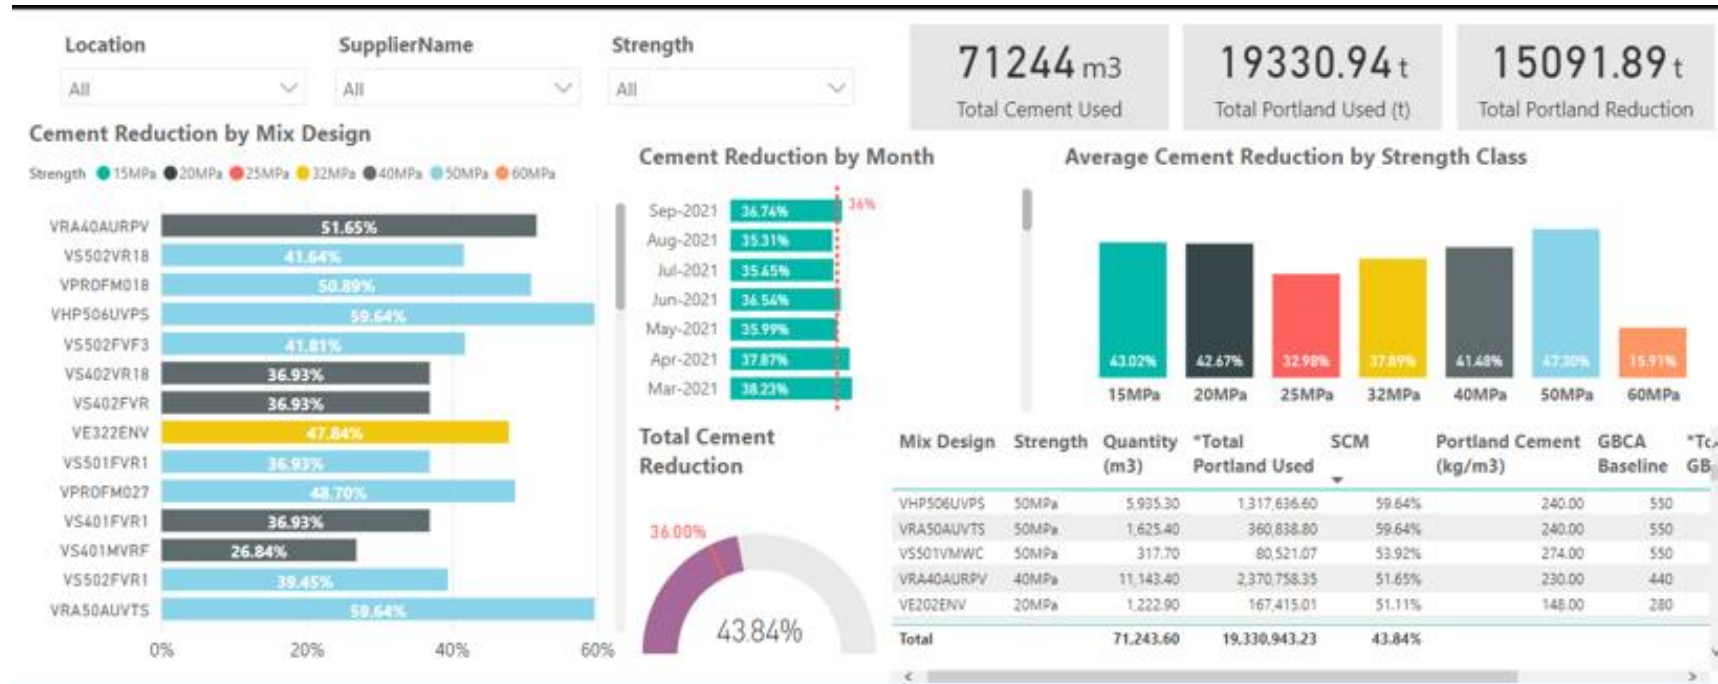 Location
All
SupplierName
All
Strength
All
71244 m3
Total Cement Used
19330.94 t
Total Portland Used (t)
15091.89 t
Total Portland Reduction
Cement Reduction by Mix Design
Strength 15MPa 20MPa 25MPa 32MPa 40MPa 50MPa 60MPa
VRA40AURPV 51.65%
VS502VR18 41.64%
VPROFM018 50.89%
VHP506UVPS 59.64%
VS502FVF3 41.81%
VS402VR18 36.93%
VS402FVR 36.93%
VE322ENV 47.84%
VS501FVR1 36.93%
VPROFM027 48.70%
VS401FVR1 36.93%
VS401MVRF 26.84%
VS502FVR1 39.45%
VRA50AUVTS 59.64%
0% 20% 40% 60%
Cement Reduction by Month
36%
Sep-2021 36.74%
Aug-2021 35.31%
Jul-2021 35.45%
Jun-2021 36.54%
May-2021 35.99%
Apr-2021 37.87%
Mar-2021 38.23%
Average Cement Reduction by Strength Class
43.02% 42.67% 32.98% 37.89% 41.48% 47.30% 15.91%
15MPa 20MPa 25MPa 32MPa 40MPa 50MPa 60MPa
Total Cement
Reduction
36.00%
43.84%
Mix Design Strength Quantity *Total SCM Portland Cement GBCA
(m3) Portland Used (kg/m3) Baseline GB
VHP506UVPS 50MPa 5,935.30 1,317,636.60 59.64% 240.00 550
VRA50AUVTS 50MPa 1,625.40 360,838.80 59.64% 240.00 550
VS501VMWC 50MPa 317.70 80,521.07 53.92% 274.00 550
VRA40AURPV 40MPa 11,143.40 2,370,758.35 51.65% 230.00 440
VE202ENV 20MPa 1,222.90 167,415.01 51.11% 148.00 280
Total 71,243.60 19,330,943.23 43.84%